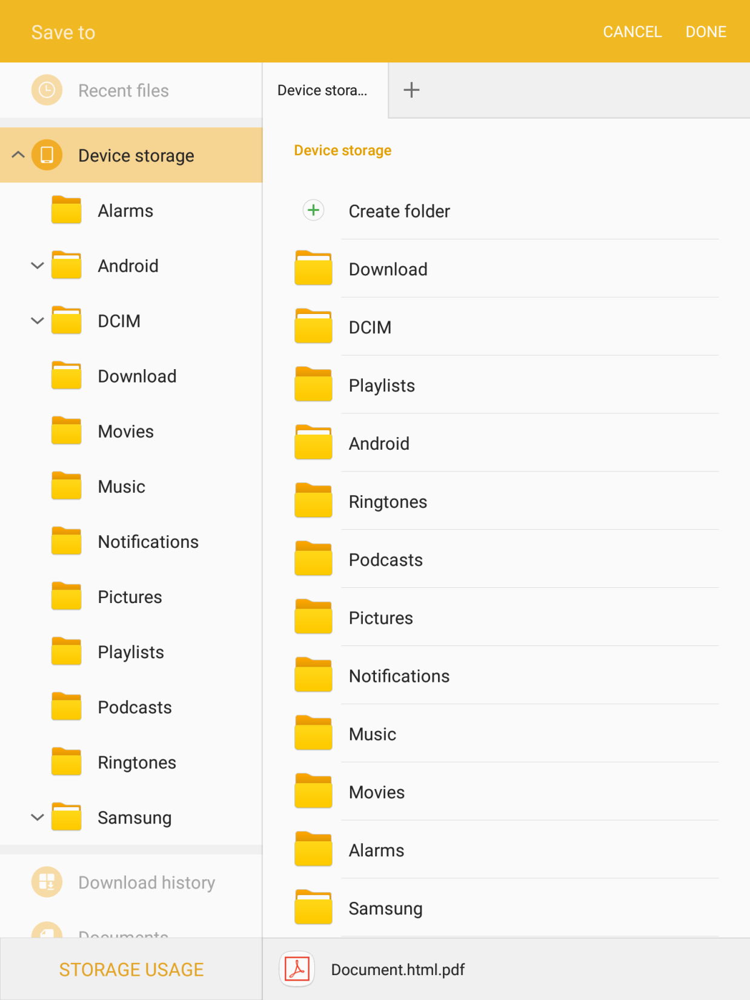 Save to
CANCEL
DONE
Recent files
Device storage
Alarms
Android
DCIM
Download
Movies
Music
Notifications
Pictures
Playlists
Podcasts
Ringtones
Samsung
Download history
Documents
STORAGE USAGE
Device stora...
Device storage
Create folder
Download
DCIM
Playlists
Android
Ringtones
Podcasts
Pictures
Notifications
Music
Movies
Alarms
Samsung
Document.html.pdf